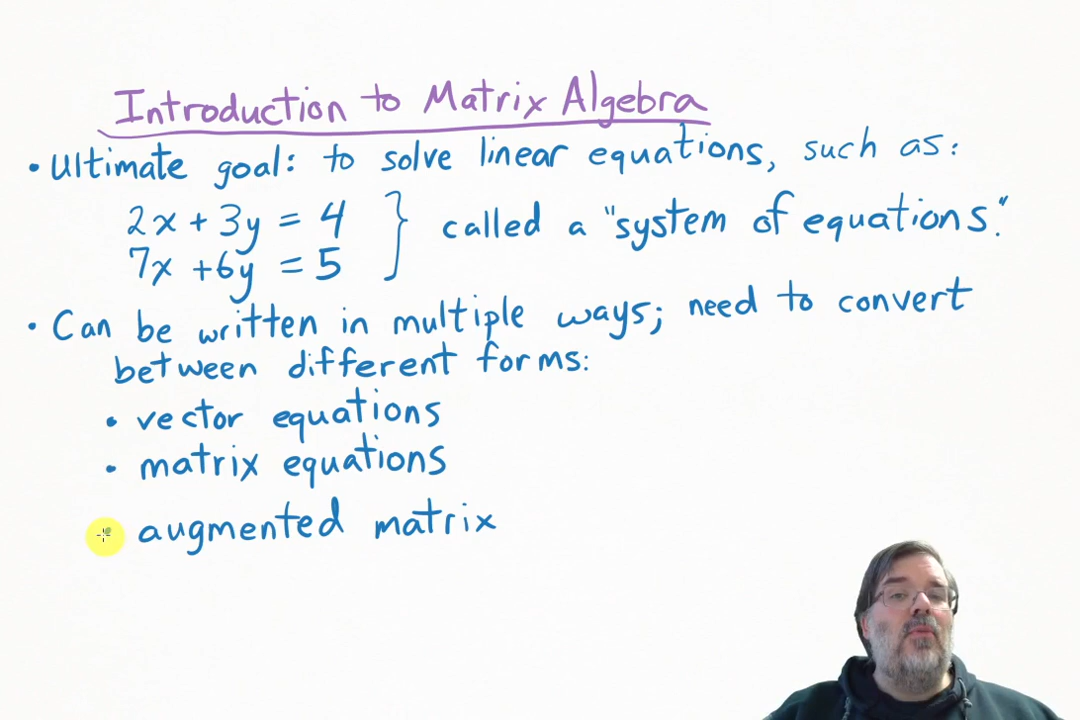 Introduction to Matrix Algebra
• Ultimate goal: to solve linear equations, such as:
2x + 3y = 4 } called a "system of equations."
7x + 6y = 5
• Can be written in multiple ways; need to convert
between different forms:
• vector equations
• matrix equations
augmented matrix